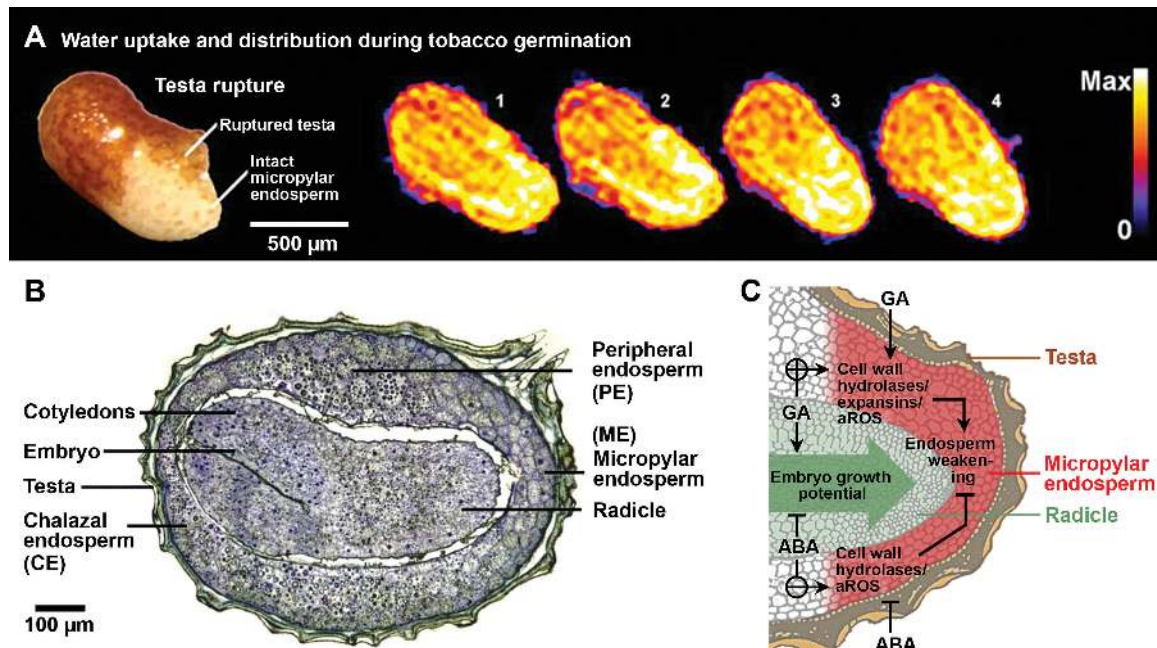 A Water uptake and distribution during tobacco germination
Testa rupture
Ruptured testa
Intact
micropylar
endosperm
500 µm
1
2
3
4
Max
0
B
Cotyledons
Embryo
Testa
Chalazal
endosperm
(CE)
100 µm
Peripheral
endosperm
(PE)
(ME)
Micropylar
endosperm
Radicle
C
GA
Testa
Cell wall
hydrolases/
expansins/
aROS
GA
Endosperm
weaken-
ing
Embryo growth
potential
Micropylar
endosperm
Radicle
ABA
Cell wall
hydrolases/
aROS
ABA